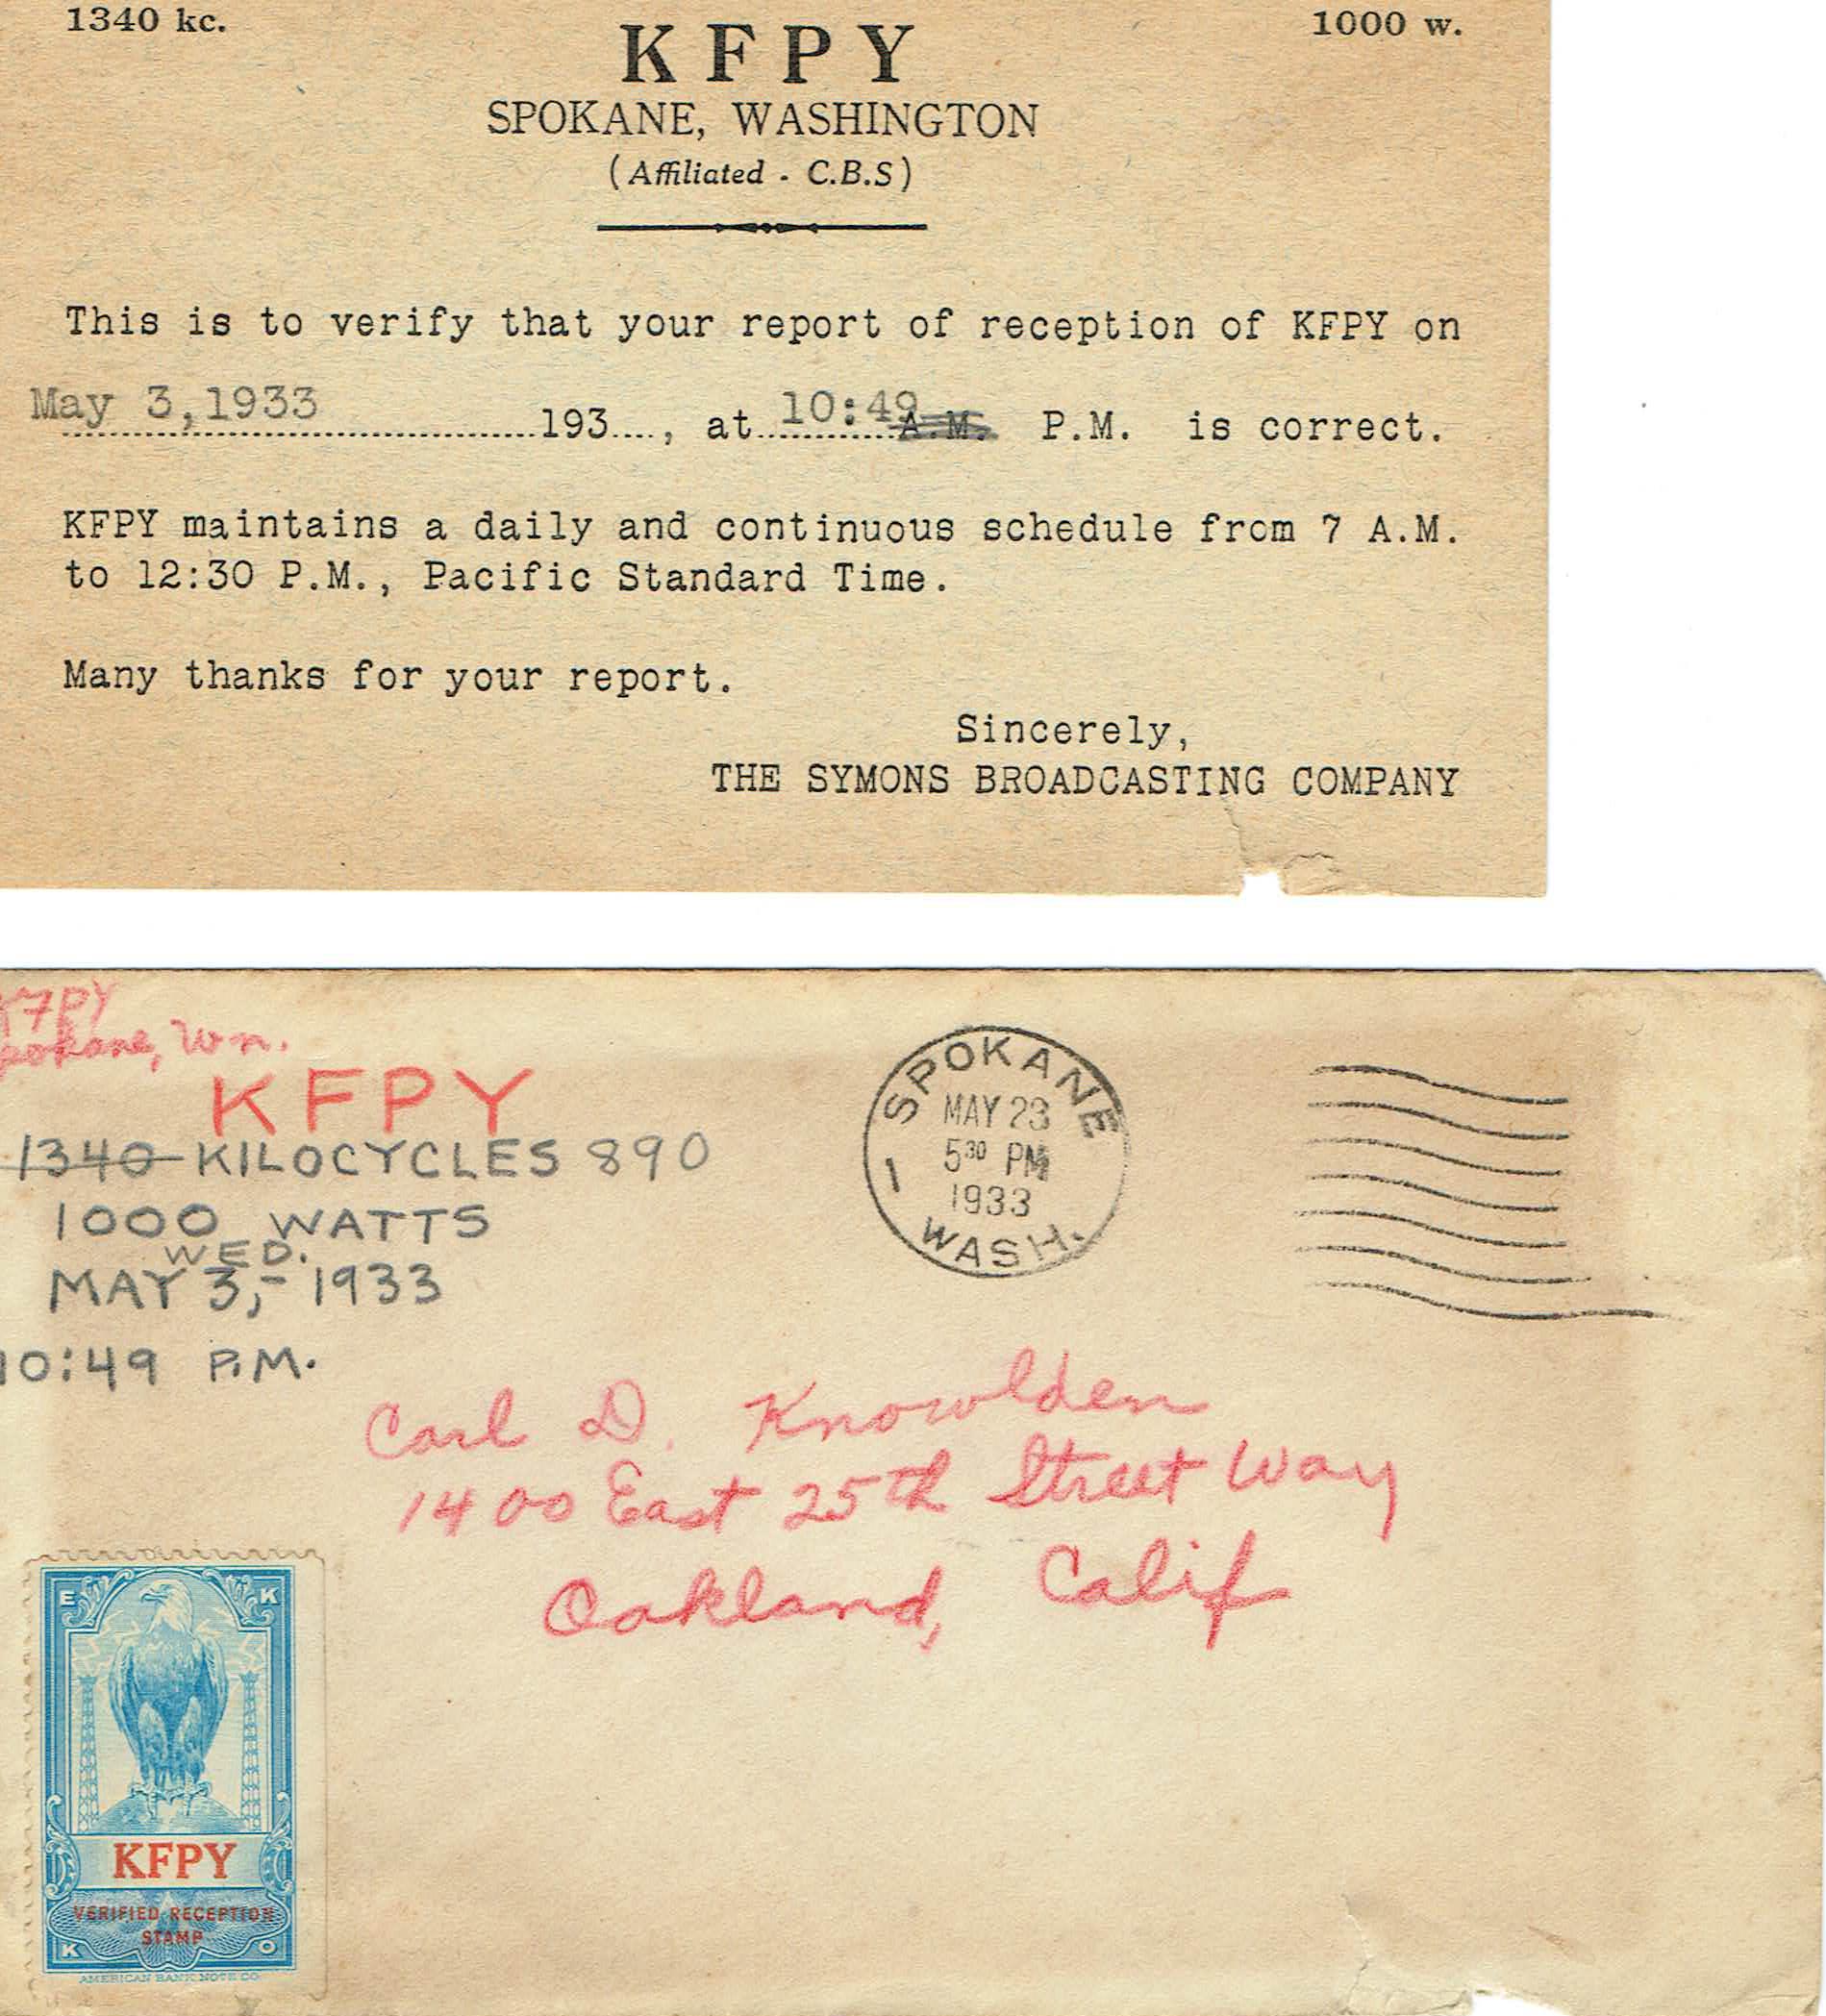 1340 kc.
1000 w.
KFPY
SPOKANE, WASHINGTON
(Affiliated - C.B.S)
This is to verify that your report of reception of KFPY on
May 3,1933 193...., at 10:49 A.M. P.M. is correct.
KFPY maintains a daily and continuous schedule from 7 A.M.
to 12:30 P.M., Pacific Standard Time.
Many thanks for your report.
Sincerely,
THE SYMONS BROADCASTING COMPANY
KFPY
Spokane, Wn.
KFPY
1340 KILOCYCLES 890
1000 WATTS
WED.
MAY 3,- 1933
10:49 P.M.
SPOKANE
MAY 23
5 30 PM
1
1933
WASH.
Carl D. Knowlden
1400 East 25th Street Way
Oakland, Calif
E K
KFPY
VERIFIED RECEPTION
STAMP
K O
AMERICAN BANK NOTE CO.